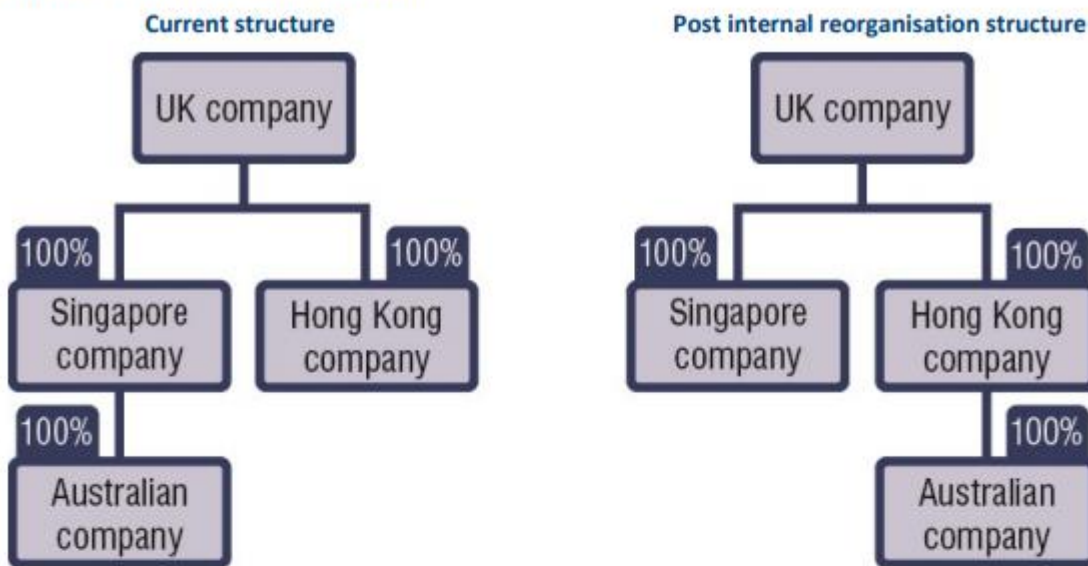 Current structure
UK company
100%
100%
Singapore
company
Hong Kong
company
100%
Australian
company
Post internal reorganisation structure
UK company
100%
100%
Singapore
company
Hong Kong
company
100%
Australian
company